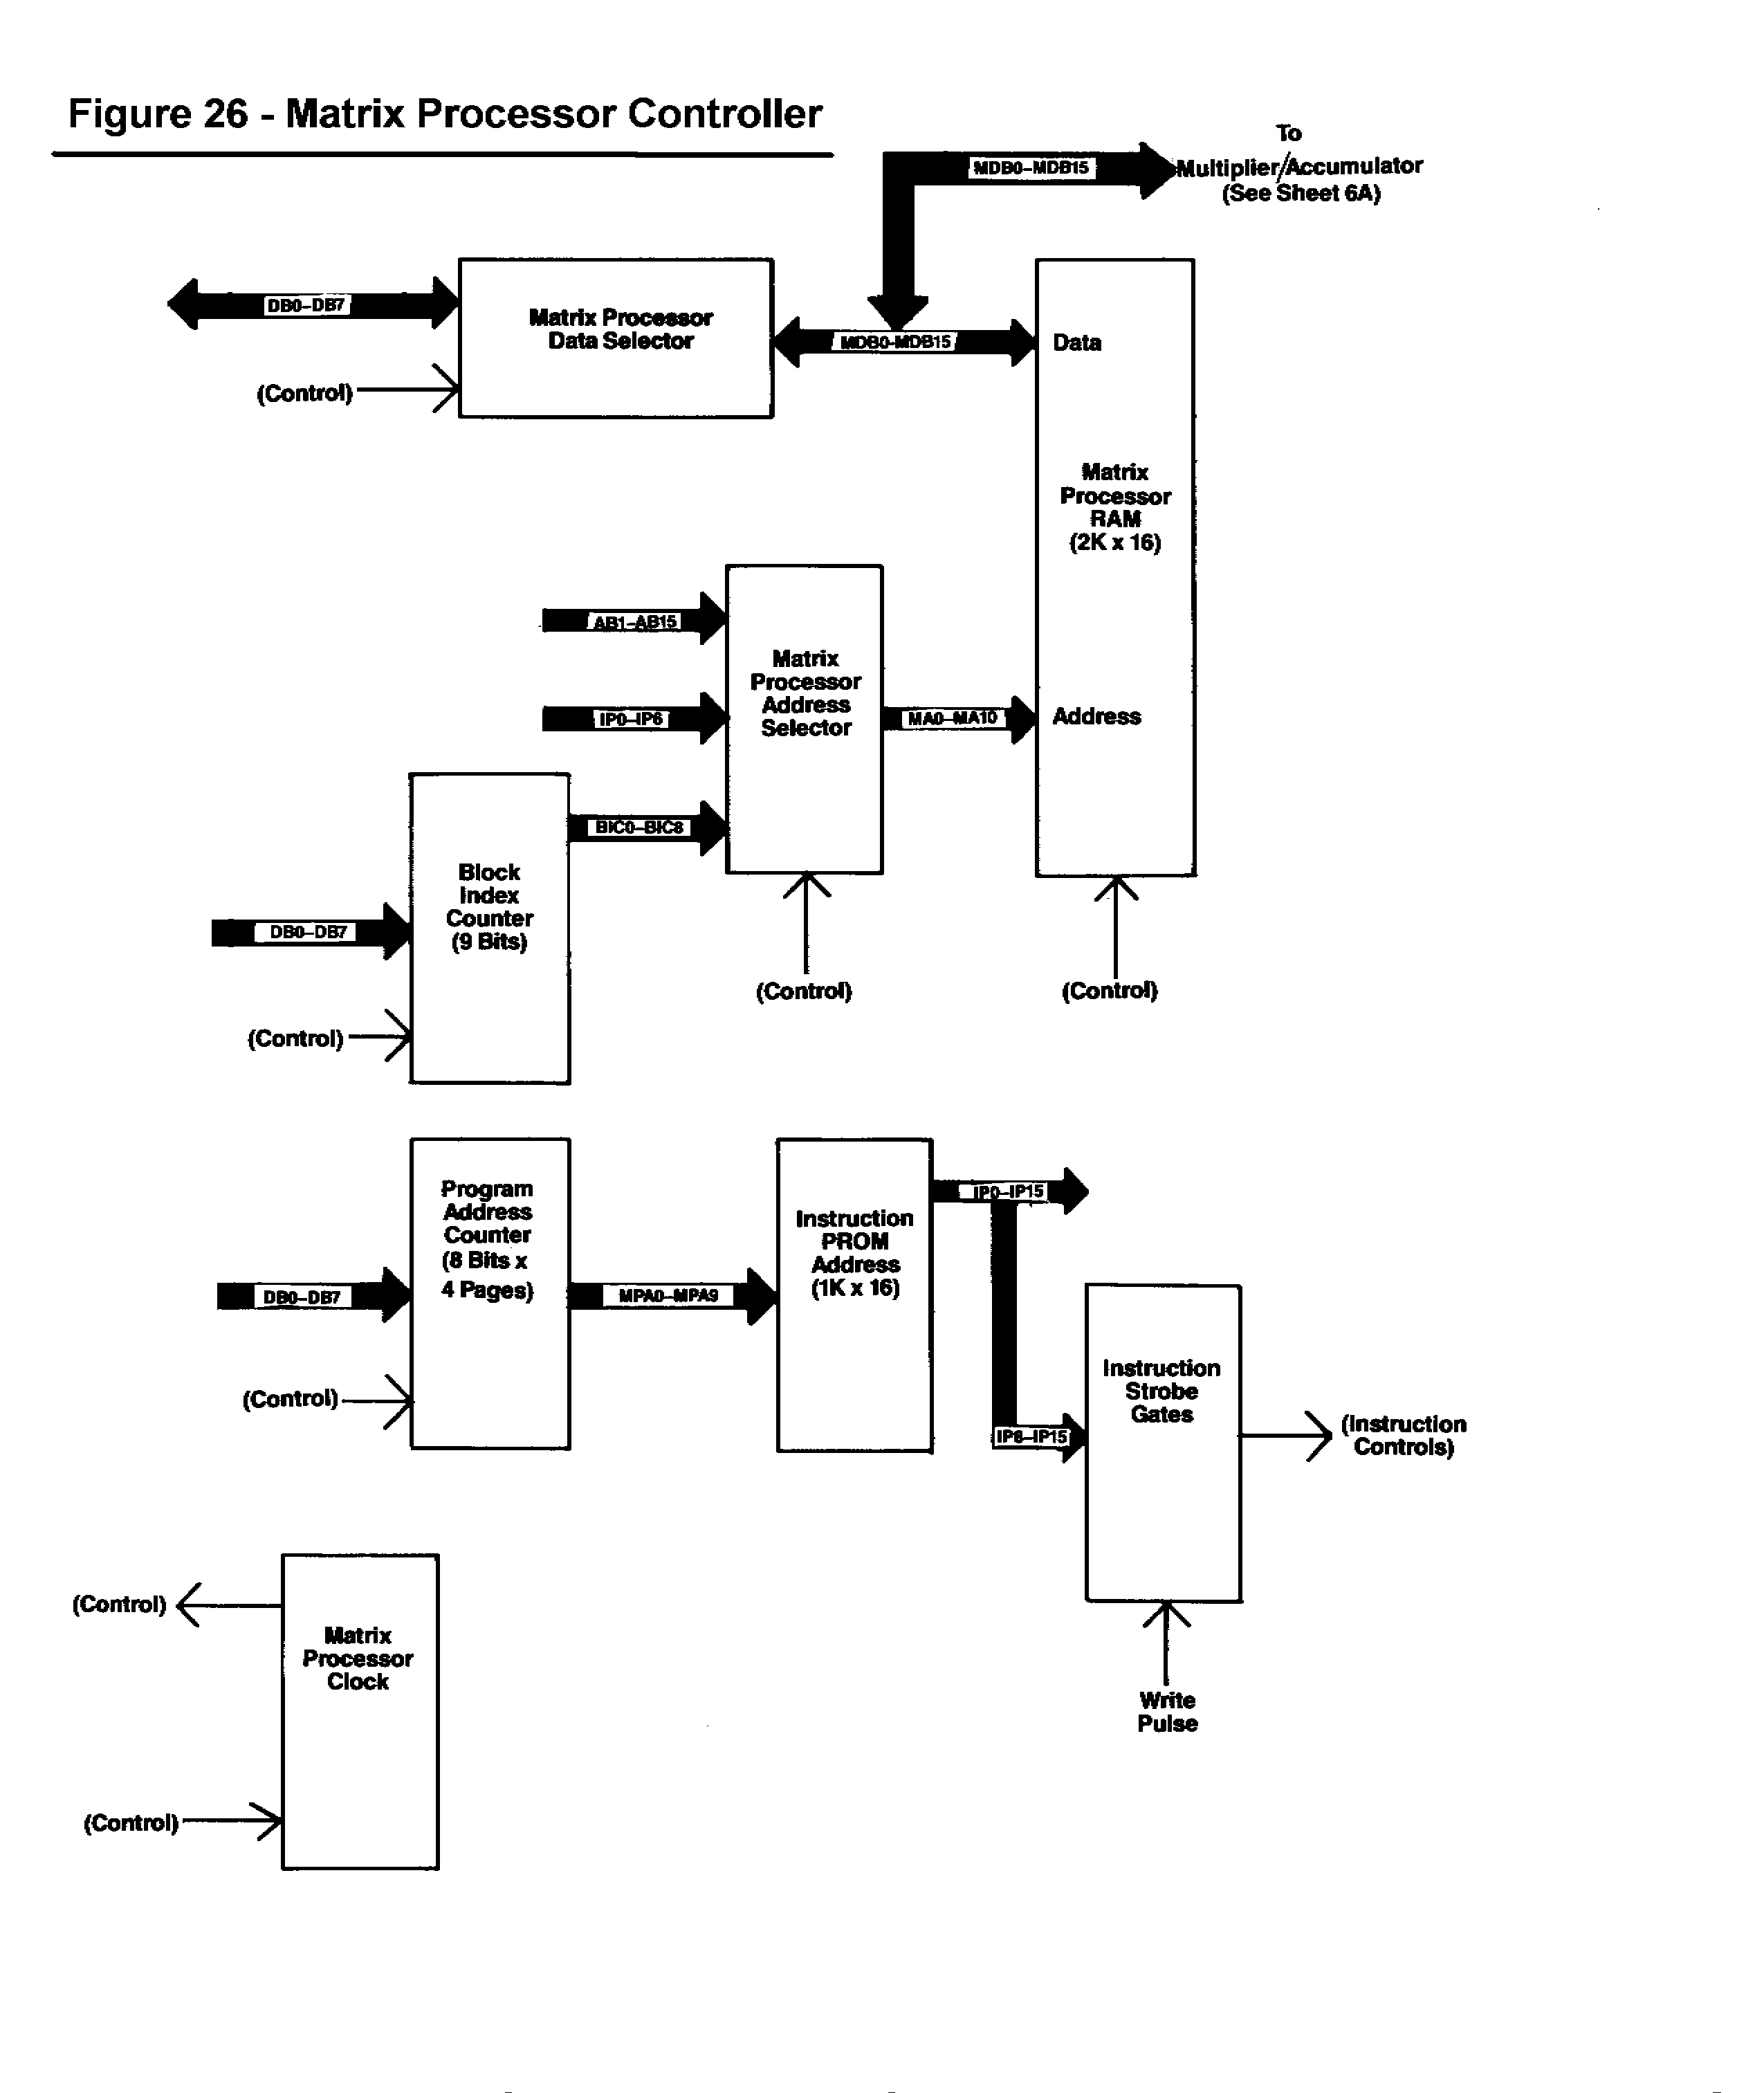 Figure 26 - Matrix Processor Controller
To
Multiplier/Accumulator
(See Sheet 6A)
MDB0-MDB15
DB0-DB7
(Control)
Matrix Processor
Data Selector
MDB0-MDB15
Data
Matrix
Processor
RAM
(2K x 16)
Address
(Control)
AB1-AB15
IP0-IP6
BIC0-BIC8
Matrix
Processor
Address
Selector
MA0-MA10
(Control)
Block
Index
Counter
(9 Bits)
DB0-DB7
(Control)
Program
Address
Counter
(8 Bits x
4 Pages)
DB0-DB7
(Control)
MPA0-MPA9
Instruction
PROM
Address
(1K x 16)
IP0-IP15
IP8-IP15
Instruction
Strobe
Gates
(Instruction
Controls)
Write
Pulse
(Control)
Matrix
Processor
Clock
(Control)